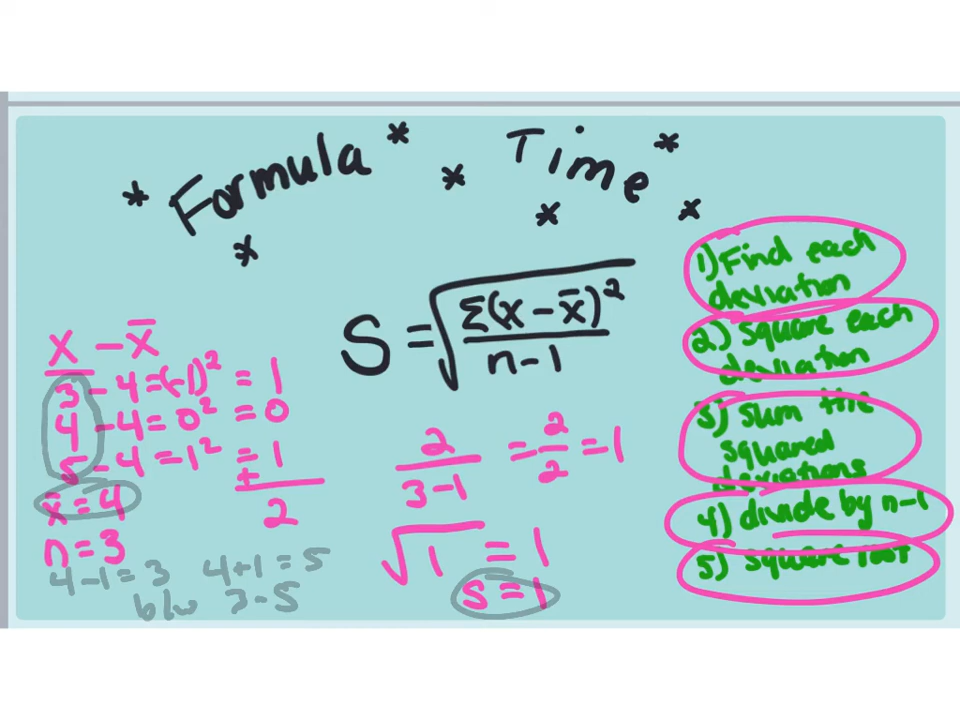 * Formula * * Time *
* * *
S = √Σ(x - x̄)² / n - 1
x - x̄
3 - 4 = (-1)² = 1
4 - 4 = 0² = 0
5 - 4 = 1² = 1
+
2
x̄ = 4
n = 3
4 - 1 = 3 4 + 1 = 5
b/w 3 - 5
2 / 3 - 1 = 2 / 2 = 1
√1 = 1
s = 1
1) Find each
deviation
2) square each
deviation
3) sum the
squared
deviations
4) divide by n-1
5) square root